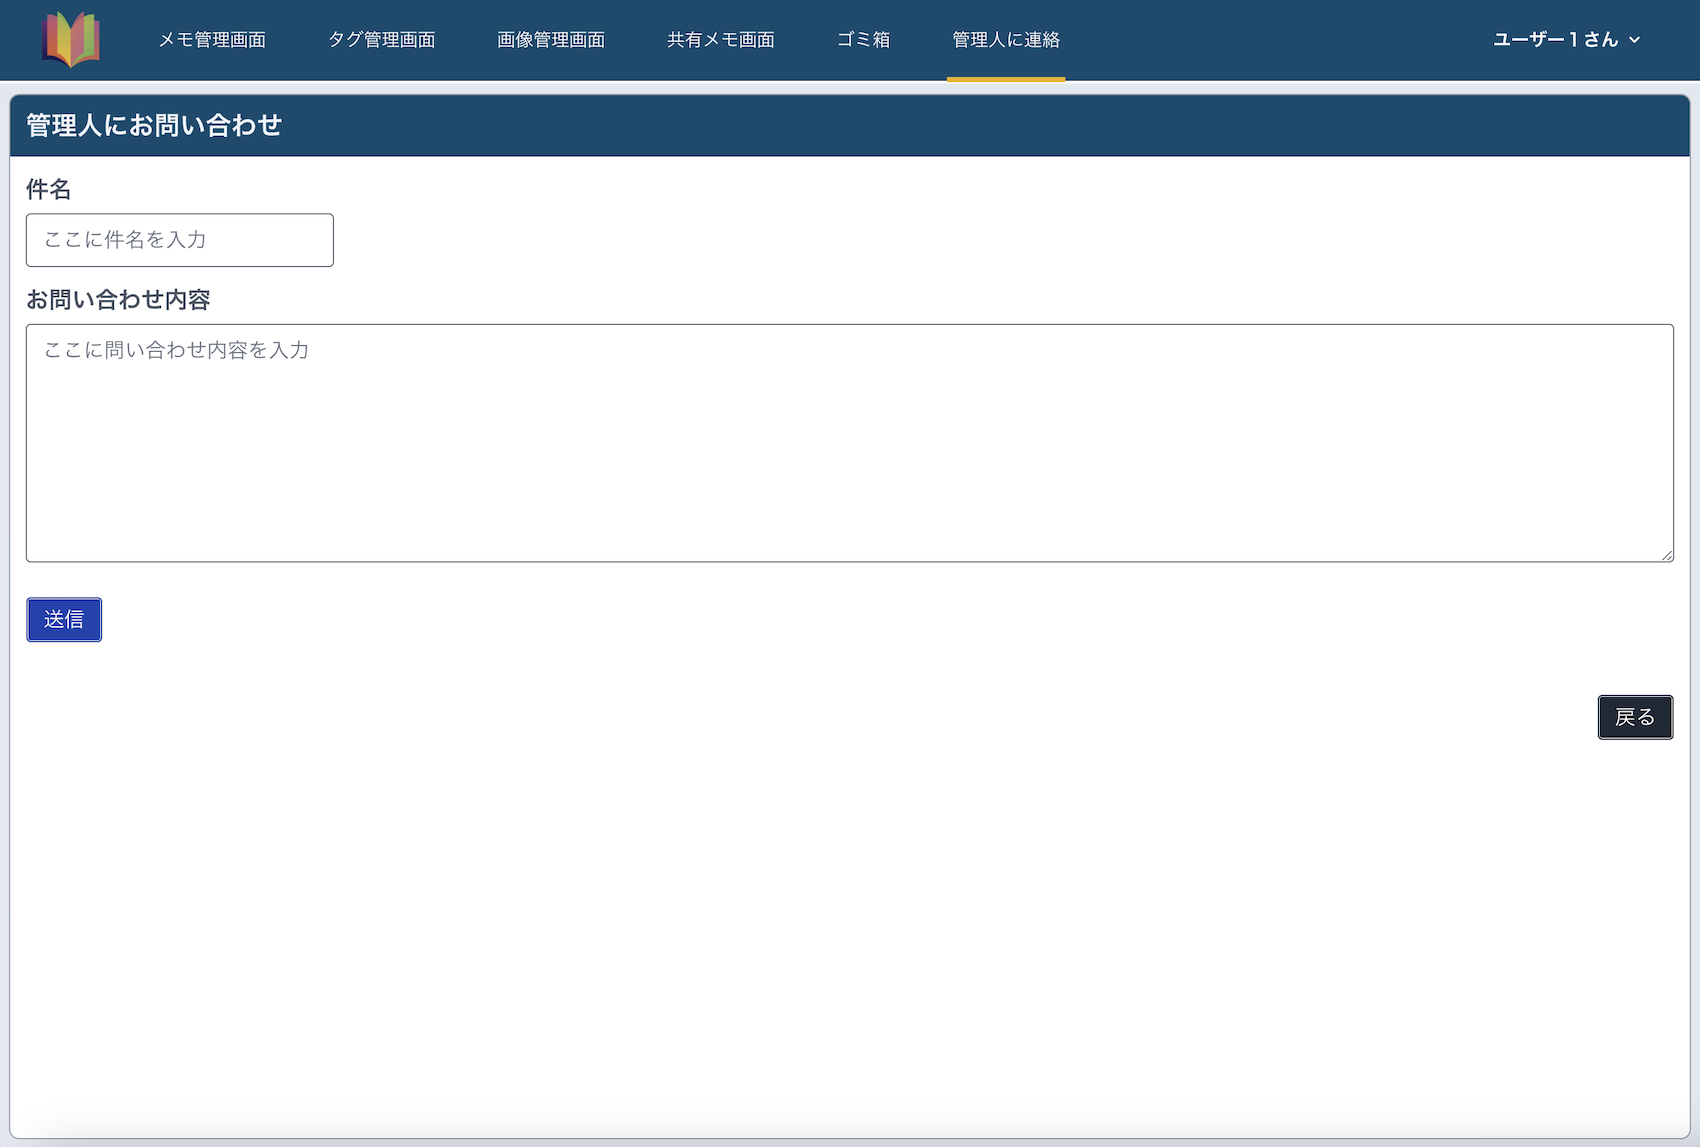 メモ管理画面 タグ管理画面 画像管理画面 共有メモ画面 ゴミ箱 管理人に連絡 ユーザー1さん
管理人にお問い合わせ
件名
ここに件名を入力
お問い合わせ内容
ここに問い合わせ内容を入力
送信
戻る